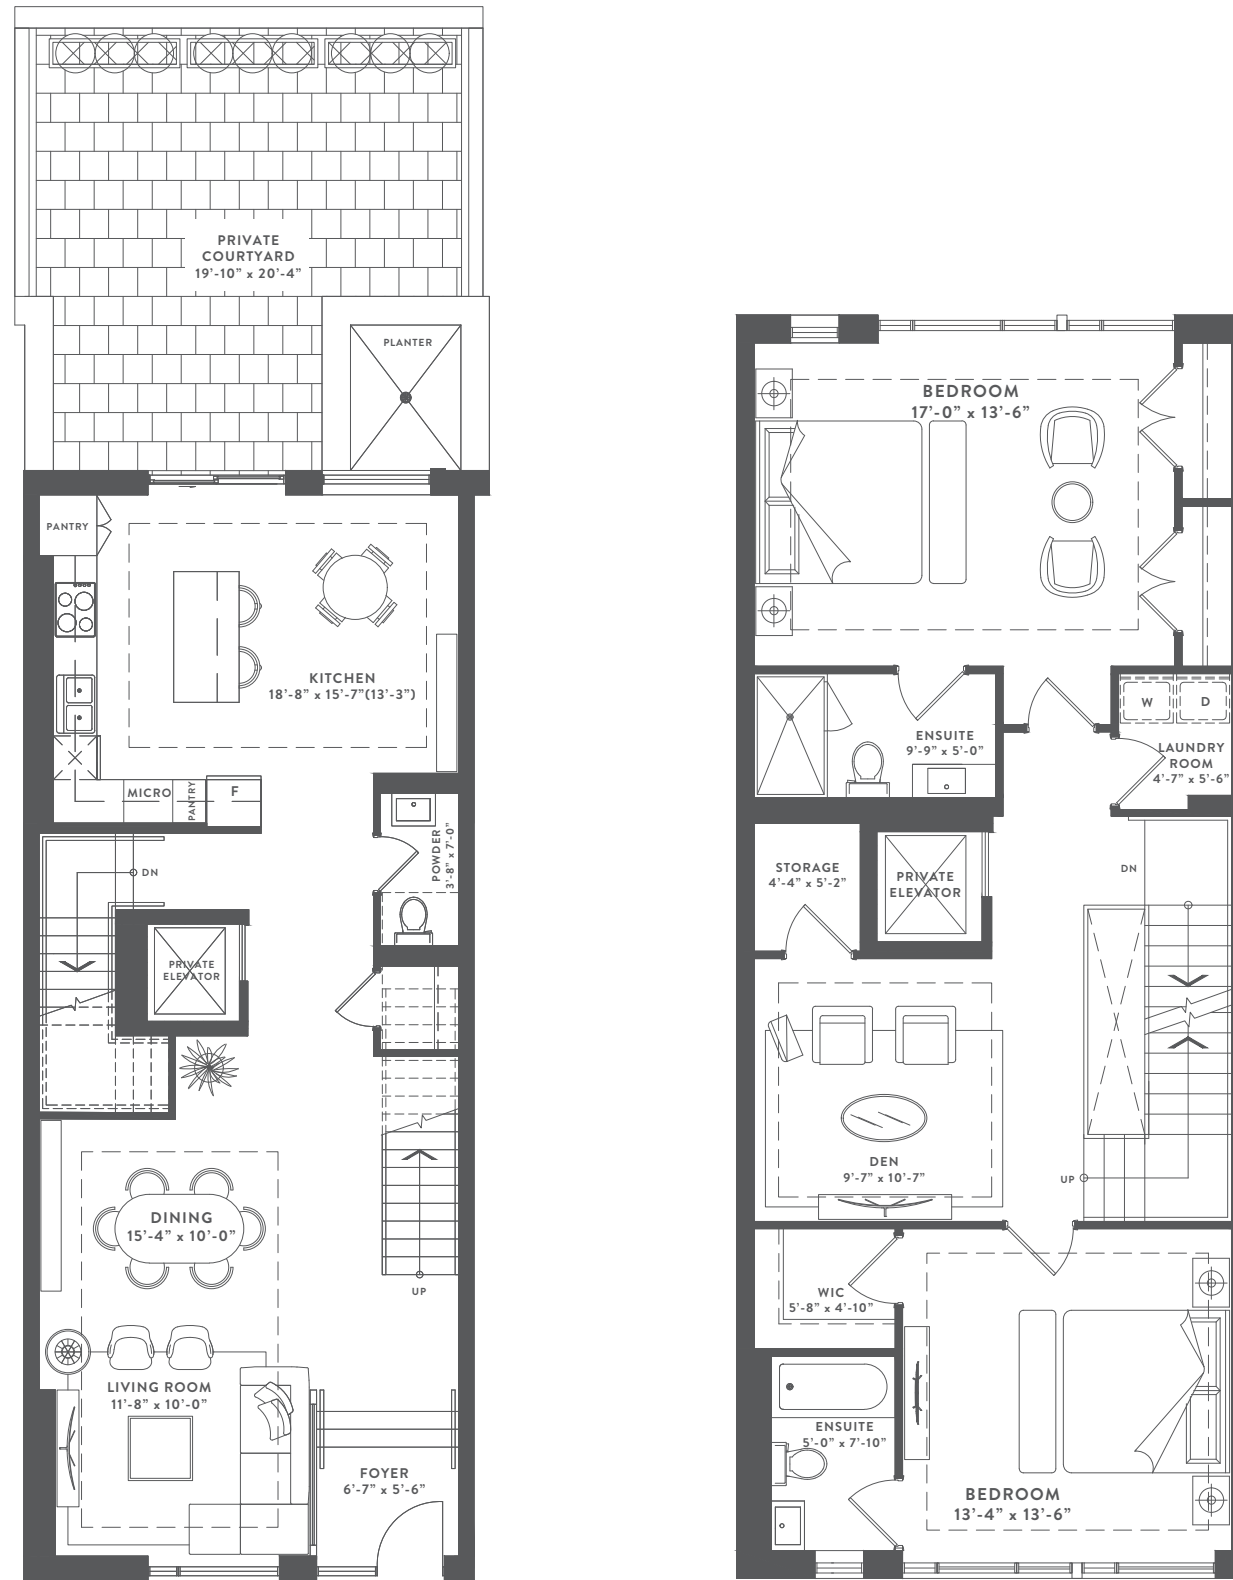 PRIVATE
COURTYARD
19’-10” x 20’-4”
PLANTER
PANTRY
KITCHEN
18’-8” x 15’-7”(13’-3”)
MICRO
PANTRY
F
POWDER
3’-8” x 7’-0”
DN
PRIVATE
ELEVATOR
DINING
15’-4” x 10’-0”
UP
LIVING ROOM
11’-8” x 10’-0”
FOYER
6’-7” x 5’-6”
BEDROOM
17’-0” x 13’-6”
ENSUITE
9’-9” x 5’-0”
W
D
LAUNDRY
ROOM
4’-7” x 5’-6”
STORAGE
4’-4” x 5’-2”
PRIVATE
ELEVATOR
DN
DEN
9’-7” x 10’-7”
UP
WIC
5’-8” x 4’-10”
ENSUITE
5’-0” x 7’-10”
BEDROOM
13’-4” x 13’-6”